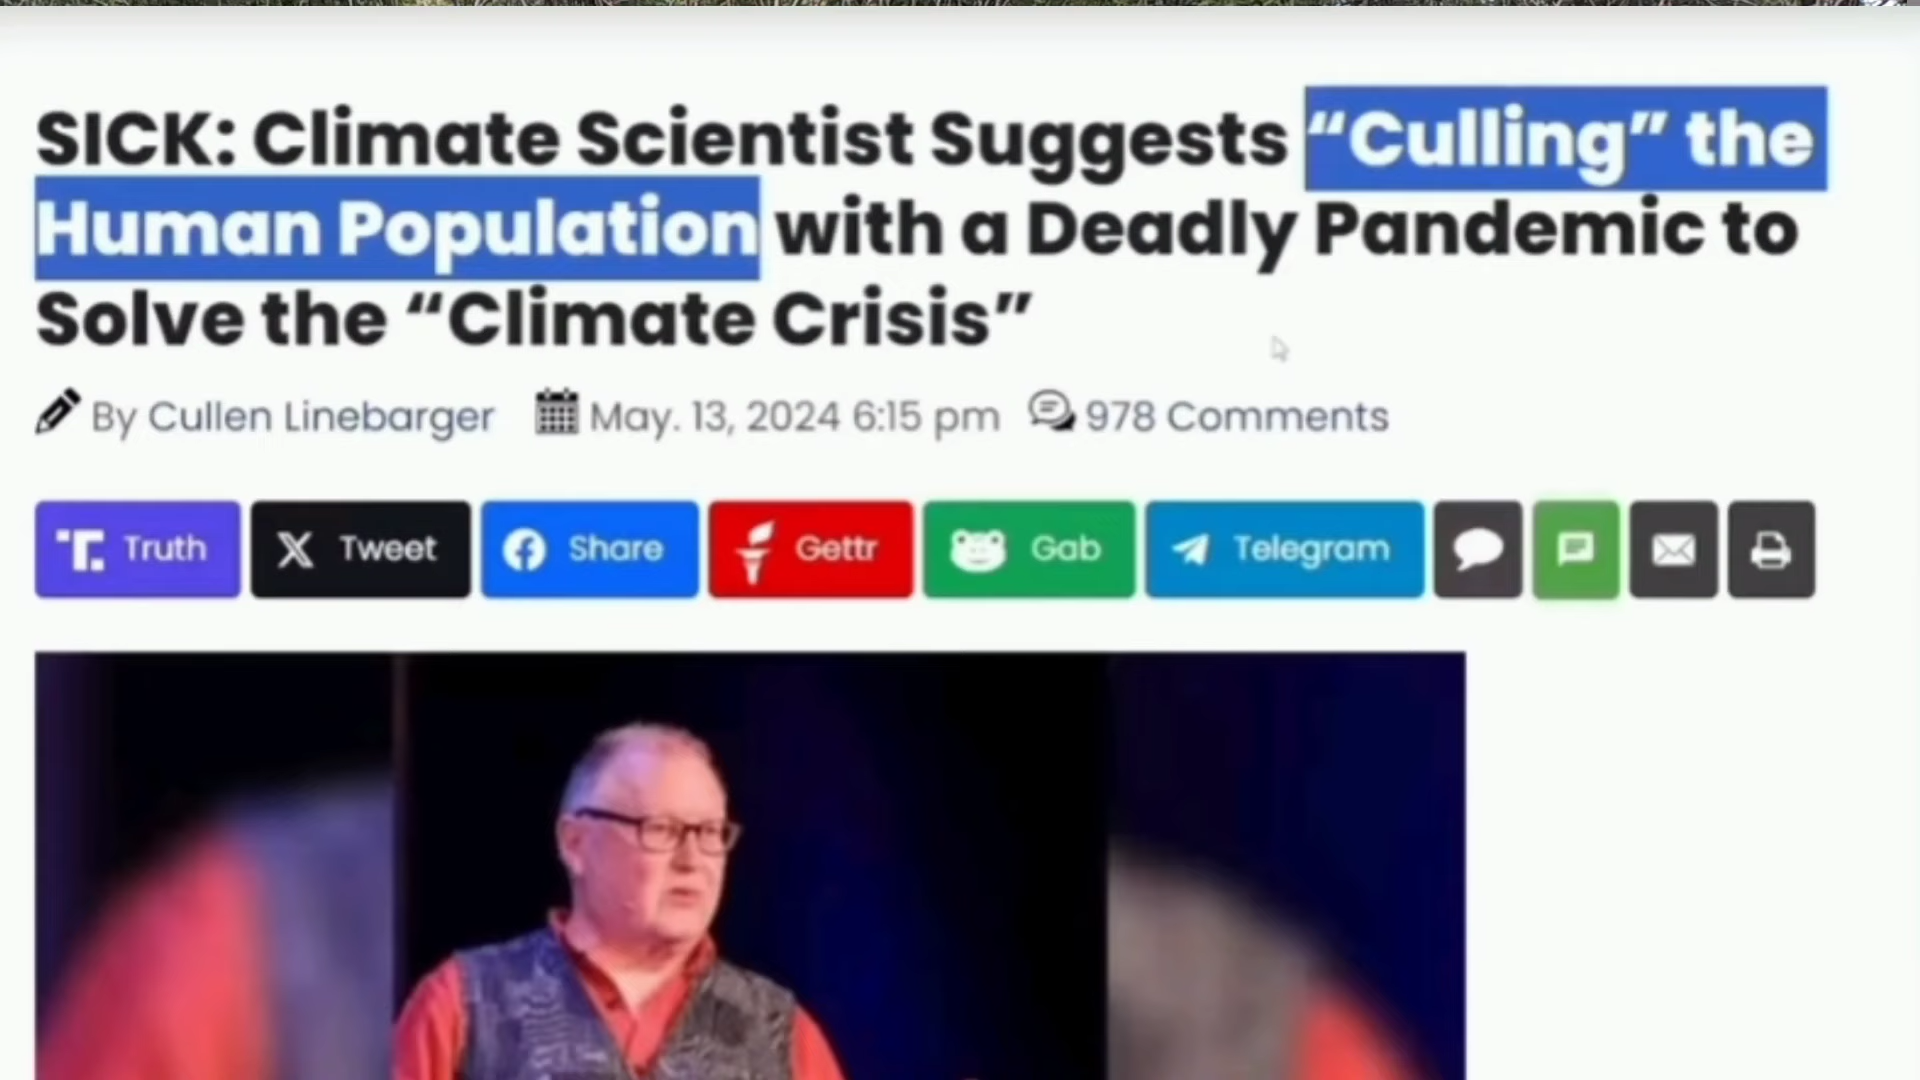 SICK: Climate Scientist Suggests “Culling” the
Human Population with a Deadly Pandemic to
Solve the “Climate Crisis”
By Cullen Linebarger May. 13, 2024 6:15 pm 978 Comments
Truth Tweet Share Gettr Gab Telegram